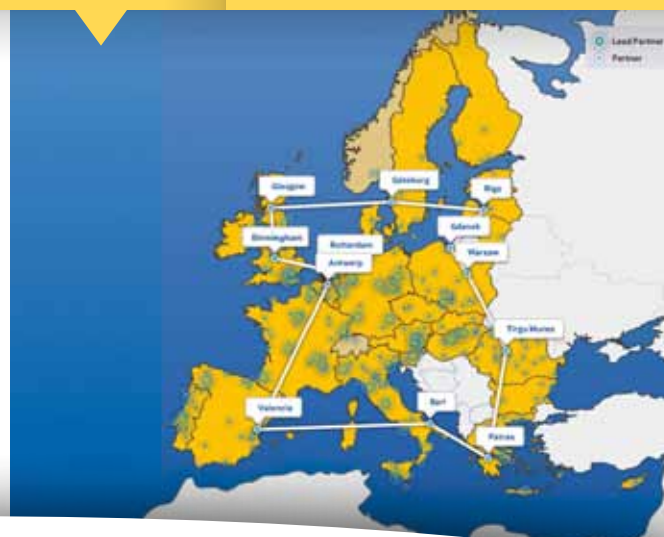 Lead Partner
Partner
Glasgow
Göteborg
Riga
Birmingham
Rotterdam
Antwerp
Gdansk
Warsaw
Tirgu Mures
Valencia
Bari
Patras